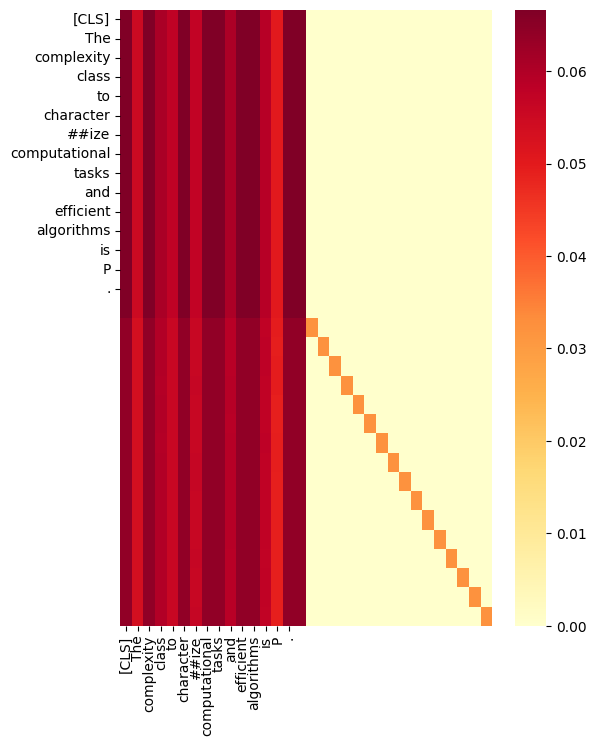 [CLS]
The
complexity
class
to
character
##ize
computational
tasks
and
efficient
algorithms
is
P
.
0.06
0.05
0.04
0.03
0.02
0.01
0.00
[CLS]
The
complexity
class
to
character
##ize
computational
tasks
and
efficient
algorithms
is
P
.